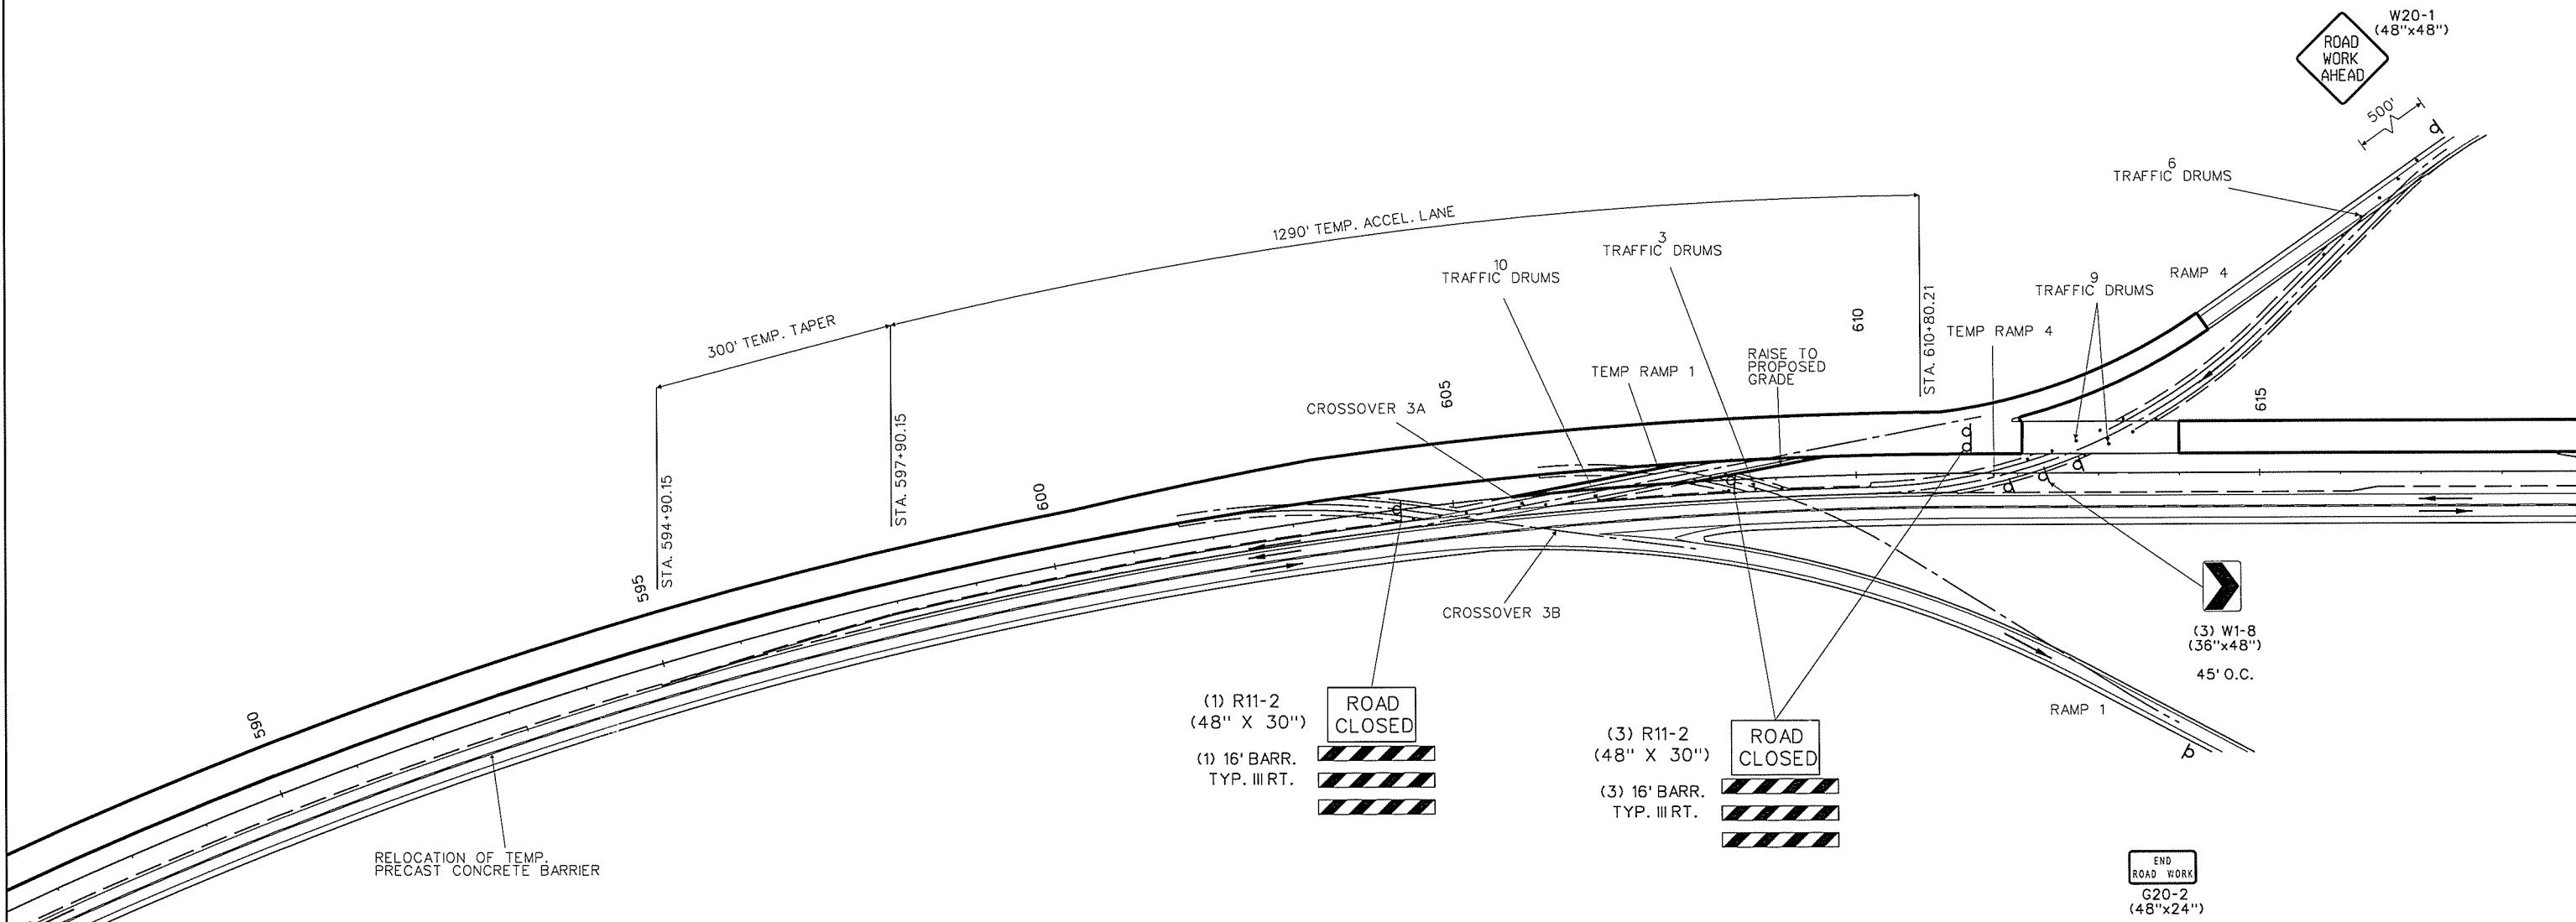 W20-1
(48"x48")
ROAD
WORK
AHEAD
500'
6
TRAFFIC DRUMS
1290' TEMP. ACCEL. LANE
3
TRAFFIC DRUMS
10
TRAFFIC DRUMS
9
TRAFFIC DRUMS
RAMP 4
300' TEMP. TAPER
610
STA. 610+80.21
TEMP RAMP 4
RAISE TO
PROPOSED
GRADE
TEMP RAMP 1
605
615
CROSSOVER 3A
STA. 597+90.15
600
STA. 594+90.15
595
590
CROSSOVER 3B
(3) W1-8
(36"x48")
45' O.C.
RAMP 1
(1) R11-2
(48" X 30")
ROAD
CLOSED
(1) 16' BARR.
TYP. III RT.
(3) R11-2
(48" X 30")
ROAD
CLOSED
(3) 16' BARR.
TYP. III RT.
RELOCATION OF TEMP.
PRECAST CONCRETE BARRIER
END
ROAD WORK
G20-2
(48"x24")